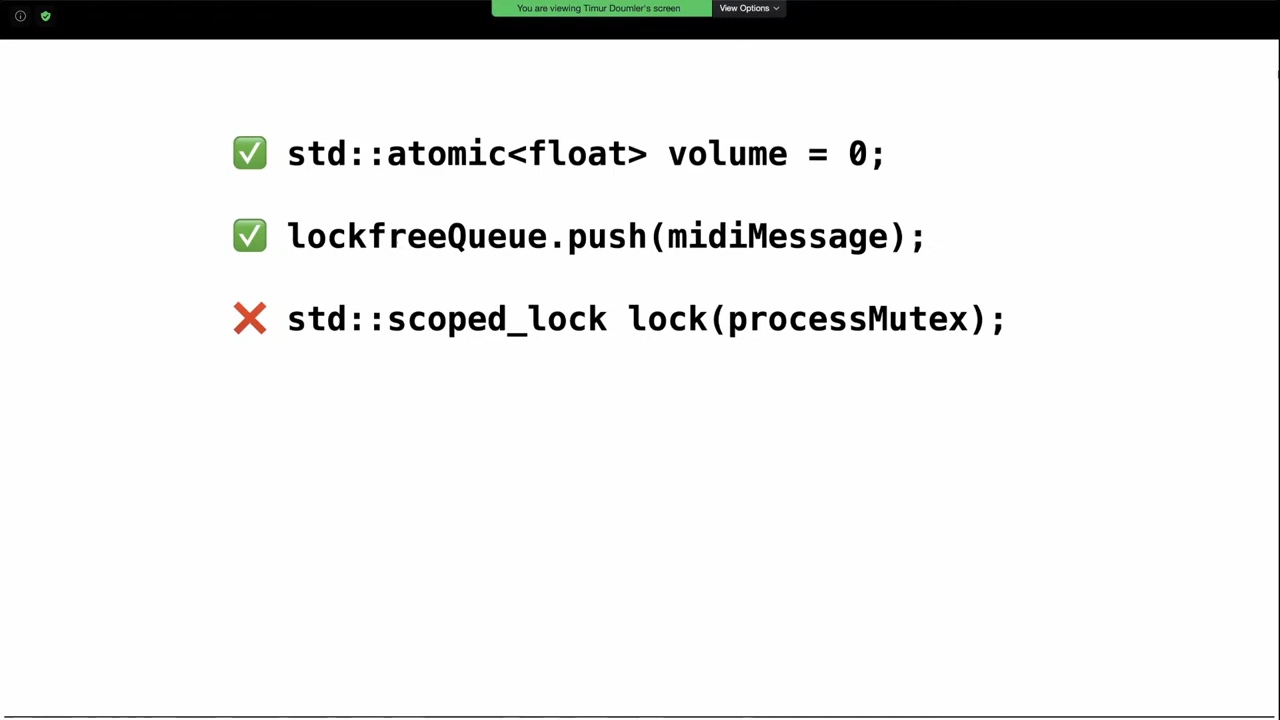 You are viewing Timur Doumler's screen
View Options
std::atomic<float> volume = 0;
lockfreeQueue.push(midiMessage);
std::scoped_lock lock(processMutex);